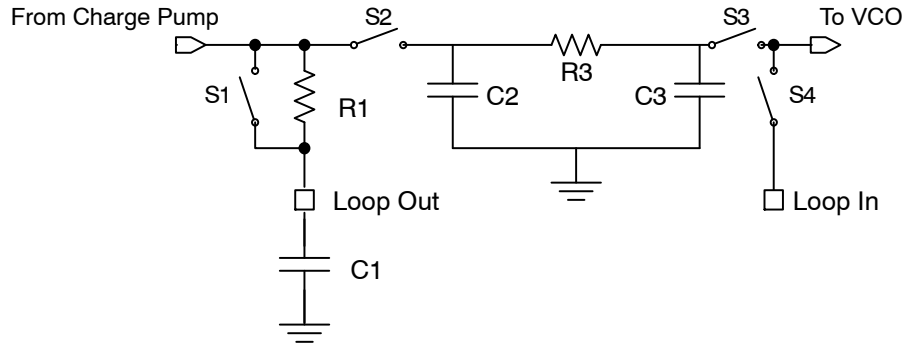 From Charge Pump
S2
S3
To VCO
S1
R1
R3
C2
C3
S4
Loop Out
Loop In
C1